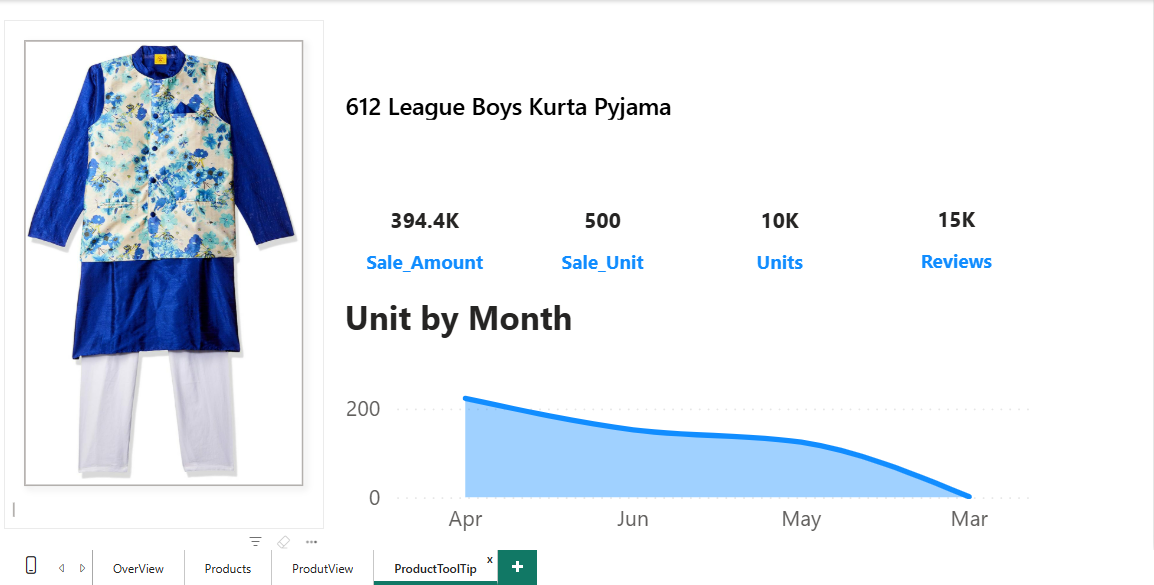 612 League Boys Kurta Pyjama
394.4K 500 10K 15K
Sale_Amount Sale_Unit Units Reviews
Unit by Month
200
0
Apr Jun May Mar
OverView Products ProdutView ProductToolTip x +